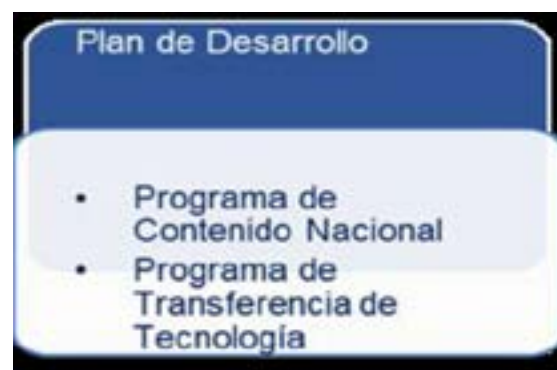 Plan de Desarrollo
• Programa de
Contenido Nacional
• Programa de
Transferencia de
Tecnología